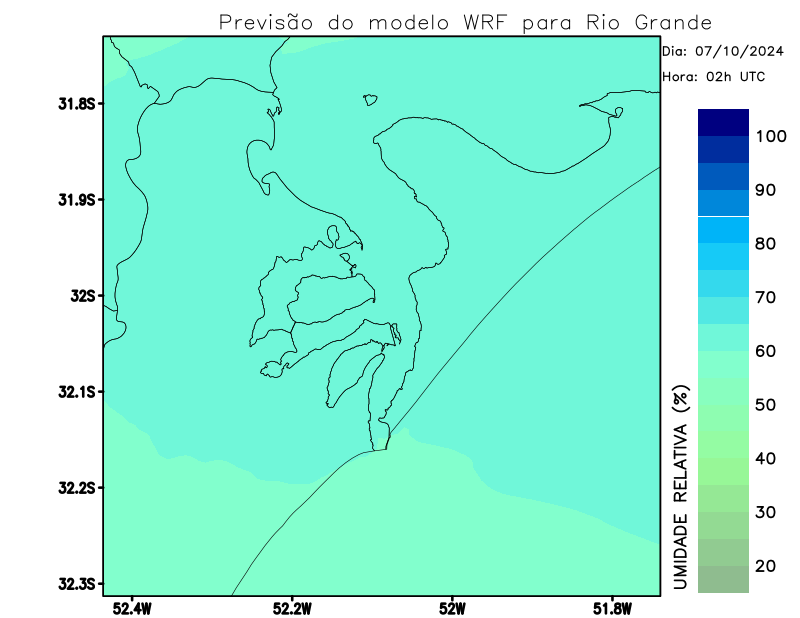 Previsão do modelo WRF para Rio Grande
Dia: 07/10/2024
Hora: 02h UTC
31.8S
31.9S
32S
32.1S
32.2S
32.3S
52.4W
52.2W
52W
51.8W
100
90
80
70
60
50
40
30
20
UMIDADE RELATIVA (%)